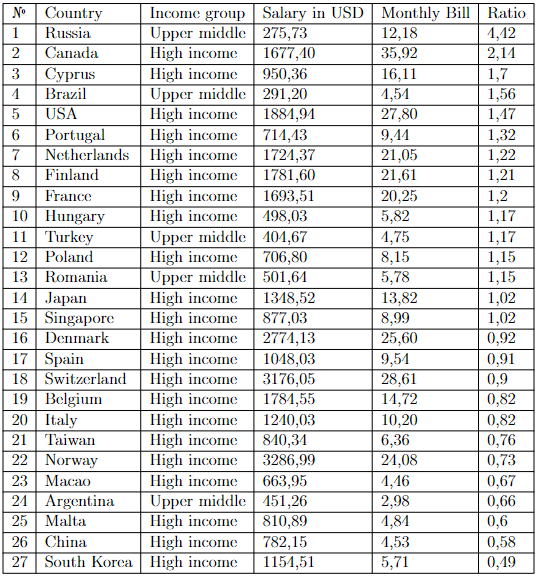 № Country Income group Salary in USD Monthly Bill Ratio
1 Russia Upper middle 275,73 12,18 4,42
2 Canada High income 1677,40 35,92 2,14
3 Cyprus High income 950,36 16,11 1,7
4 Brazil Upper middle 291,20 4,54 1,56
5 USA High income 1884,94 27,80 1,47
6 Portugal High income 714,43 9,44 1,32
7 Netherlands High income 1724,37 21,05 1,22
8 Finland High income 1781,60 21,61 1,21
9 France High income 1693,51 20,25 1,2
10 Hungary High income 498,03 5,82 1,17
11 Turkey Upper middle 404,67 4,75 1,17
12 Poland High income 706,80 8,15 1,15
13 Romania Upper middle 501,64 5,78 1,15
14 Japan High income 1348,52 13,82 1,02
15 Singapore High income 877,03 8,99 1,02
16 Denmark High income 2774,13 25,60 0,92
17 Spain High income 1048,03 9,54 0,91
18 Switzerland High income 3176,05 28,61 0,9
19 Belgium High income 1784,55 14,72 0,82
20 Italy High income 1240,03 10,20 0,82
21 Taiwan High income 840,34 6,36 0,76
22 Norway High income 3286,99 24,08 0,73
23 Macao High income 663,95 4,46 0,67
24 Argentina Upper middle 451,26 2,98 0,66
25 Malta High income 810,89 4,84 0,6
26 China High income 782,15 4,53 0,58
27 South Korea High income 1154,51 5,71 0,49